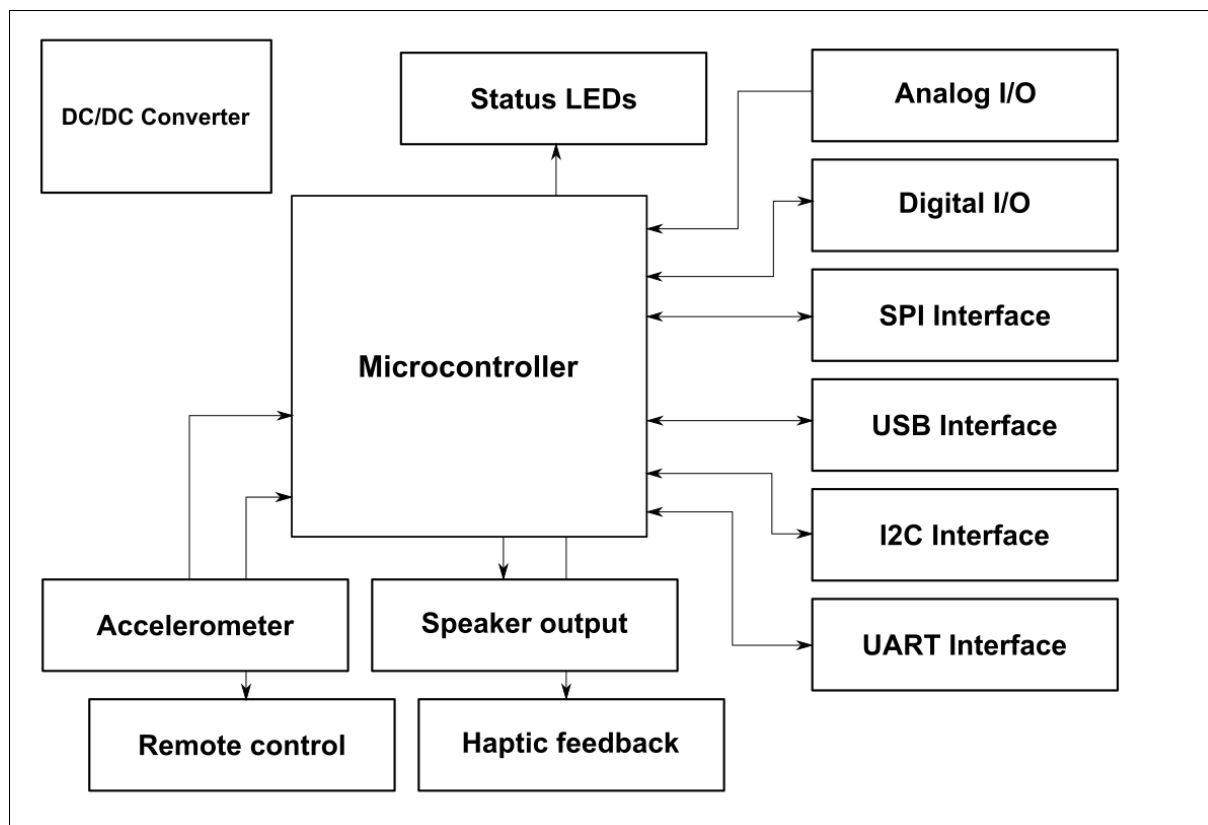 DC/DC Converter
Status LEDs
Analog I/O
Digital I/O
SPI Interface
Microcontroller
USB Interface
I2C Interface
Accelerometer
Speaker output
UART Interface
Remote control
Haptic feedback